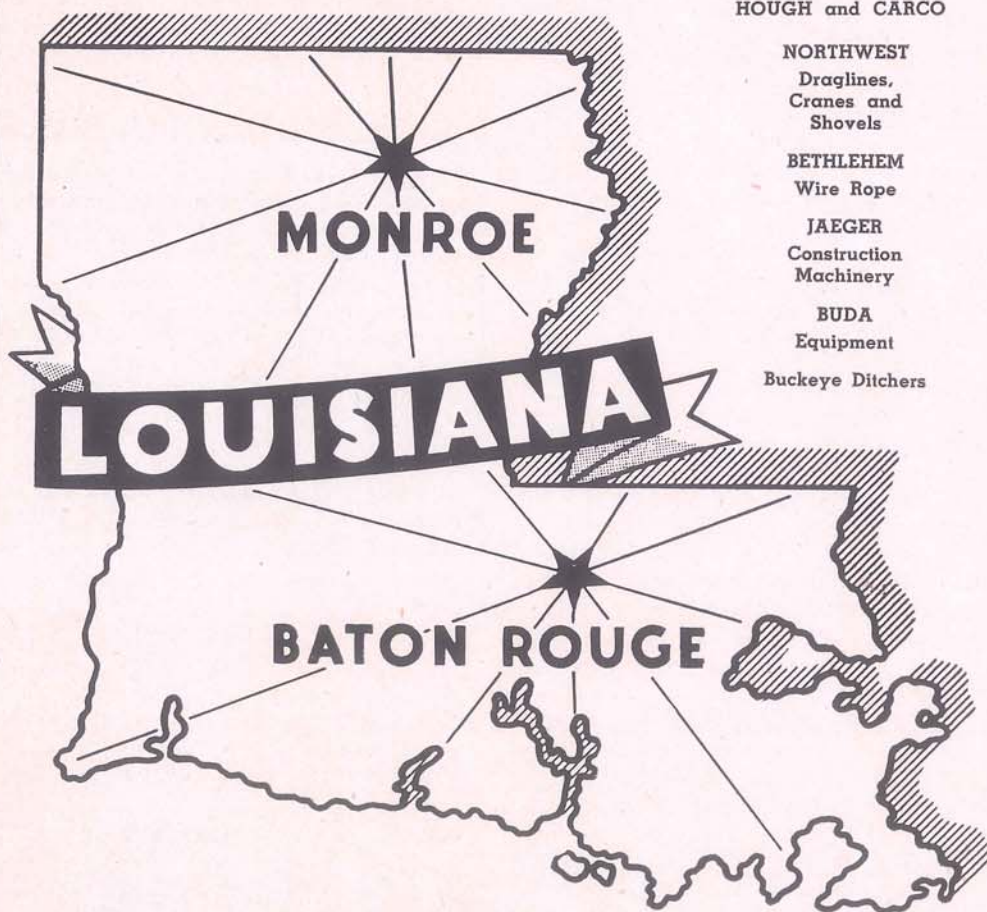 HOUGH and CARCO
NORTHWEST
Draglines,
Cranes and
Shovels
BETHLEHEM
Wire Rope
JAEGER
Construction
Machinery
BUDA
Equipment
Buckeye Ditchers
MONROE
LOUISIANA
BATON ROUGE